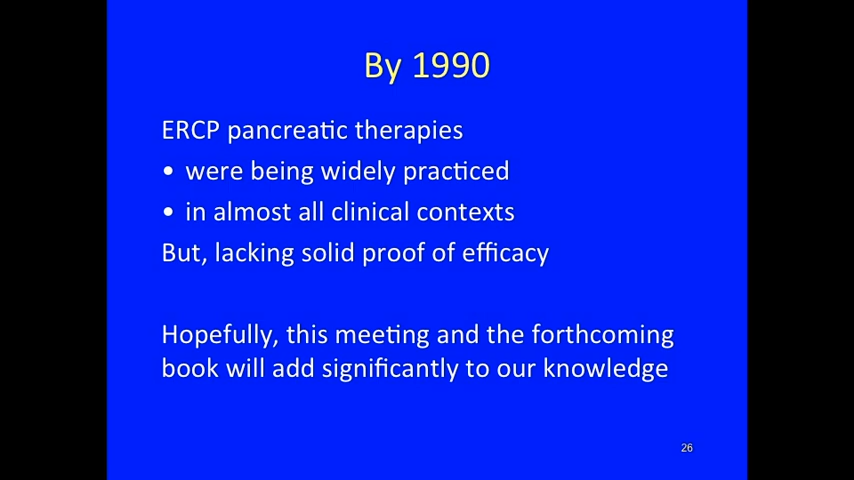 By 1990
ERCP pancreatic therapies
• were being widely practiced
• in almost all clinical contexts
But, lacking solid proof of efficacy
Hopefully, this meeting and the forthcoming
book will add significantly to our knowledge
26